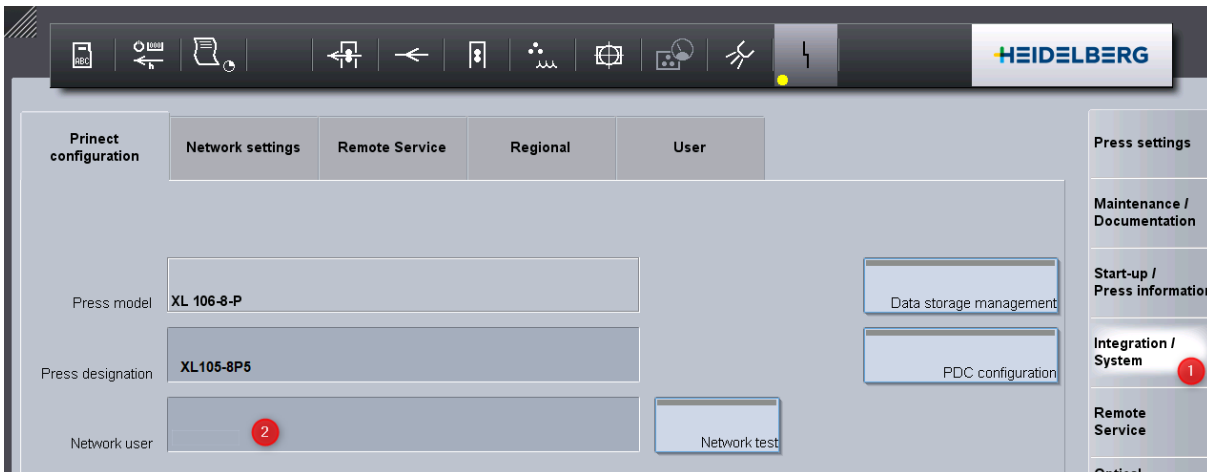 ABC
h
HEIDELBERG
Prinect
configuration
Network settings
Remote Service
Regional
User
Press settings
Maintenance /
Documentation
Start-up /
Press information
Integration /
System
1
Remote
Service
Press model
XL 106-8-P
Data storage management
Press designation
XL105-8P5
PDC configuration
Network user
2
Network test